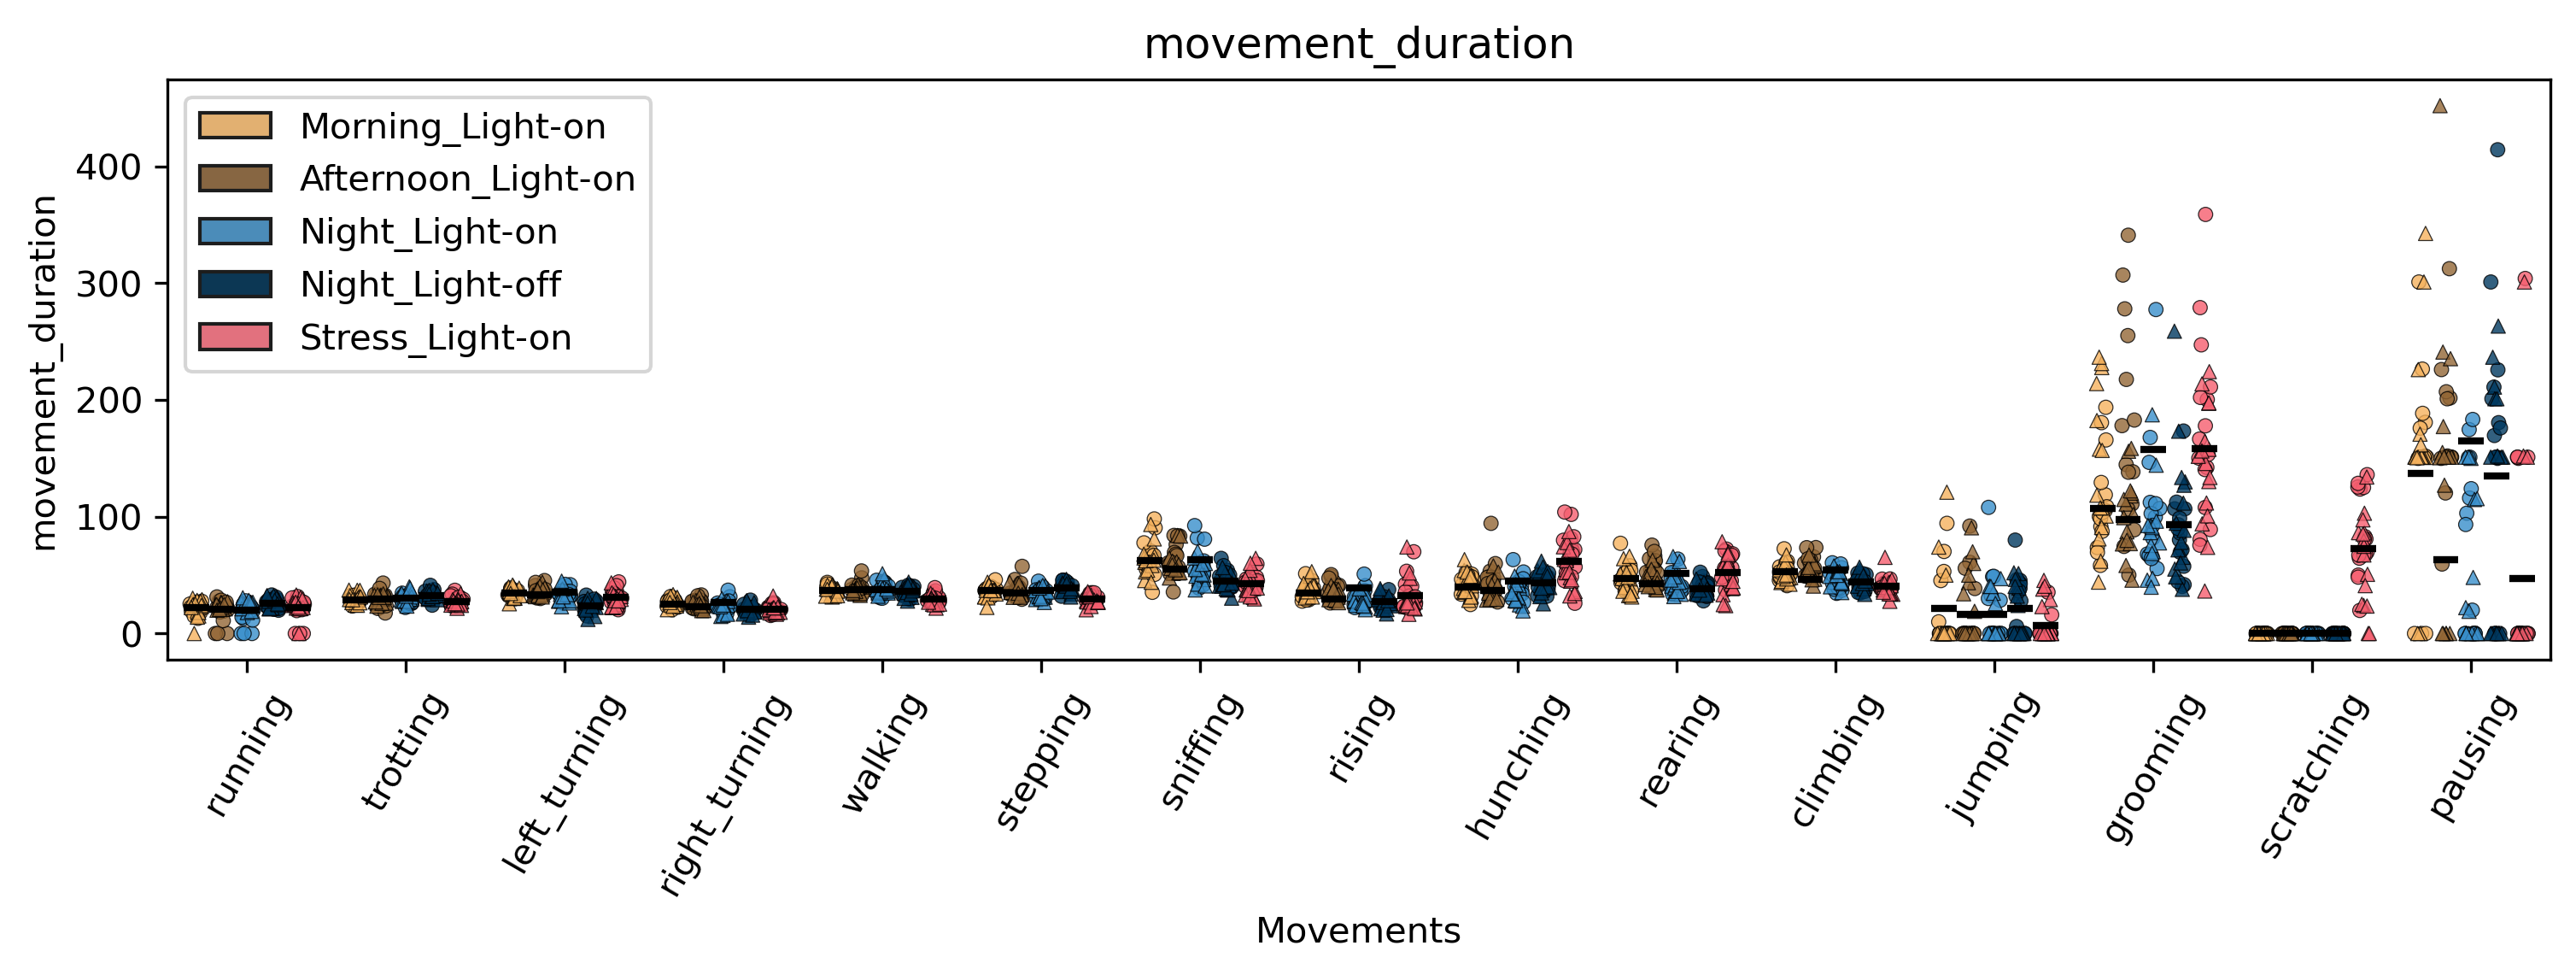 movement_duration
movement_duration
400
300
200
100
0
Morning_Light-on
Afternoon_Light-on
Night_Light-on
Night_Light-off
Stress_Light-on
running
trotting
left_turning
right_turning
walking
stepping
sniffing
rising
hunching
rearing
climbing
jumping
grooming
scratching
pausing
Movements